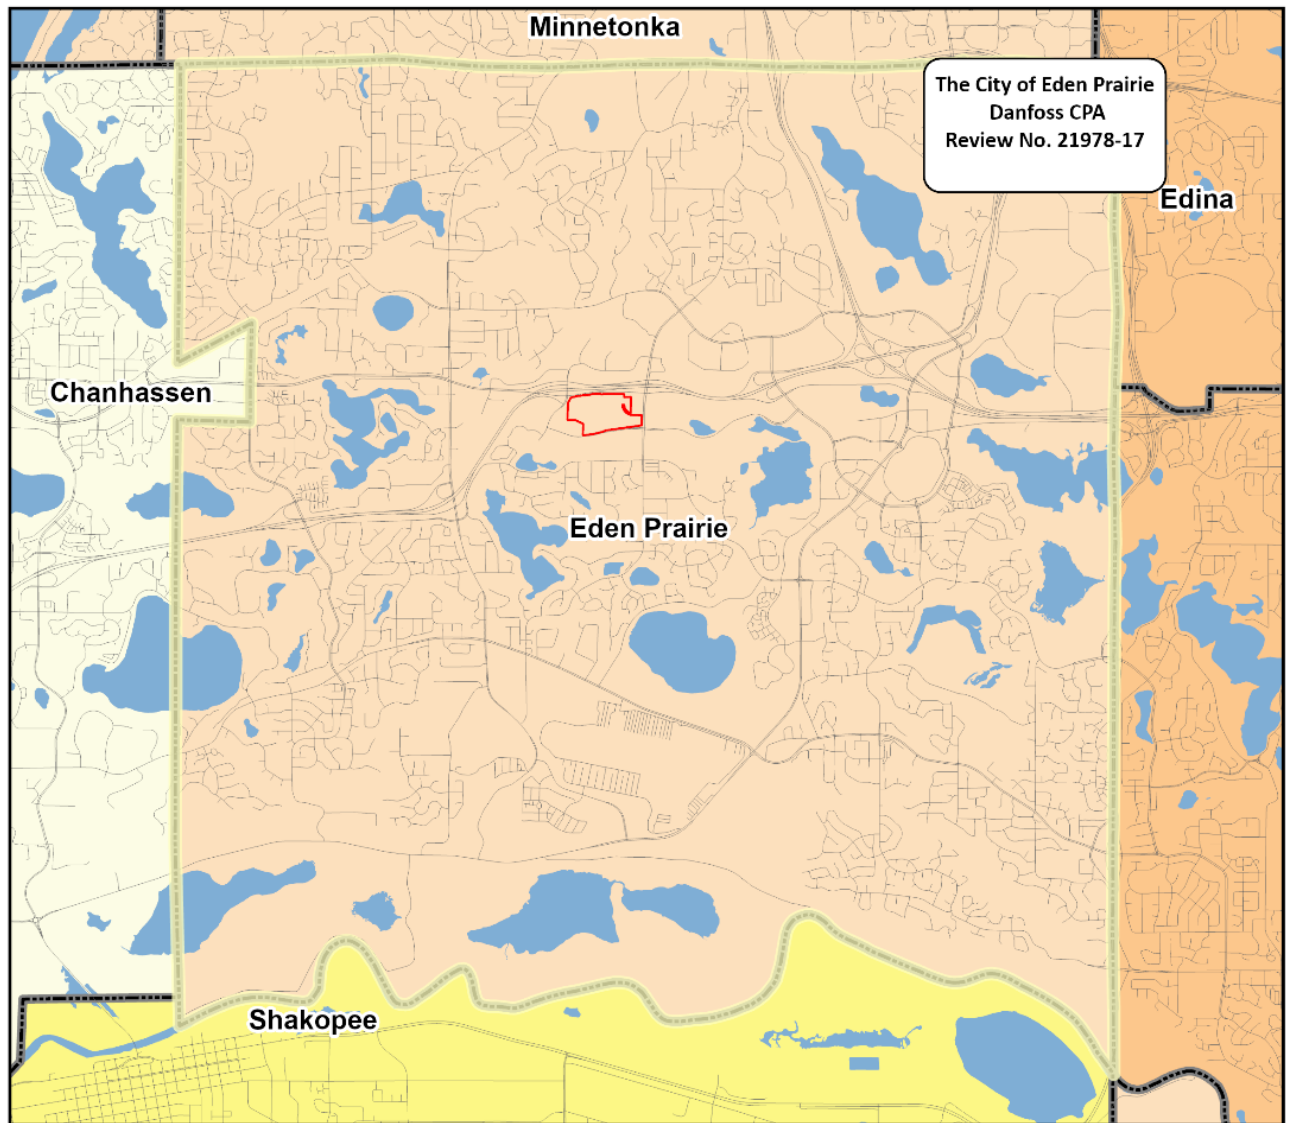 Minnetonka
The City of Eden Prairie
Danfoss CPA
Review No. 21978-17
Edina
Chanhassen
Eden Prairie
Shakopee